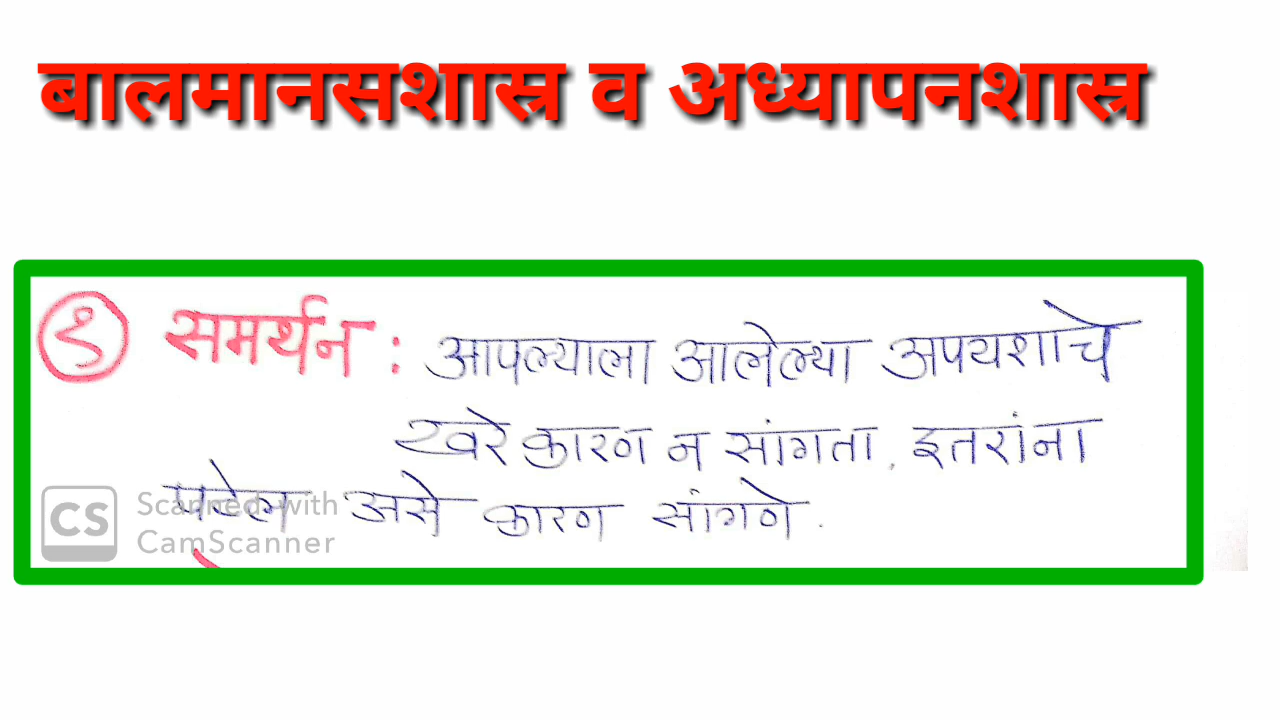 बालमानसशास्त्र व अध्यापनशास्त्र
१ समर्थन : आपल्याला आलेल्या अपयशाचे
खरे कारण न सांगता, इतरांना
पटेल असे कारण सांगणे.
CS Scanned with
CamScanner